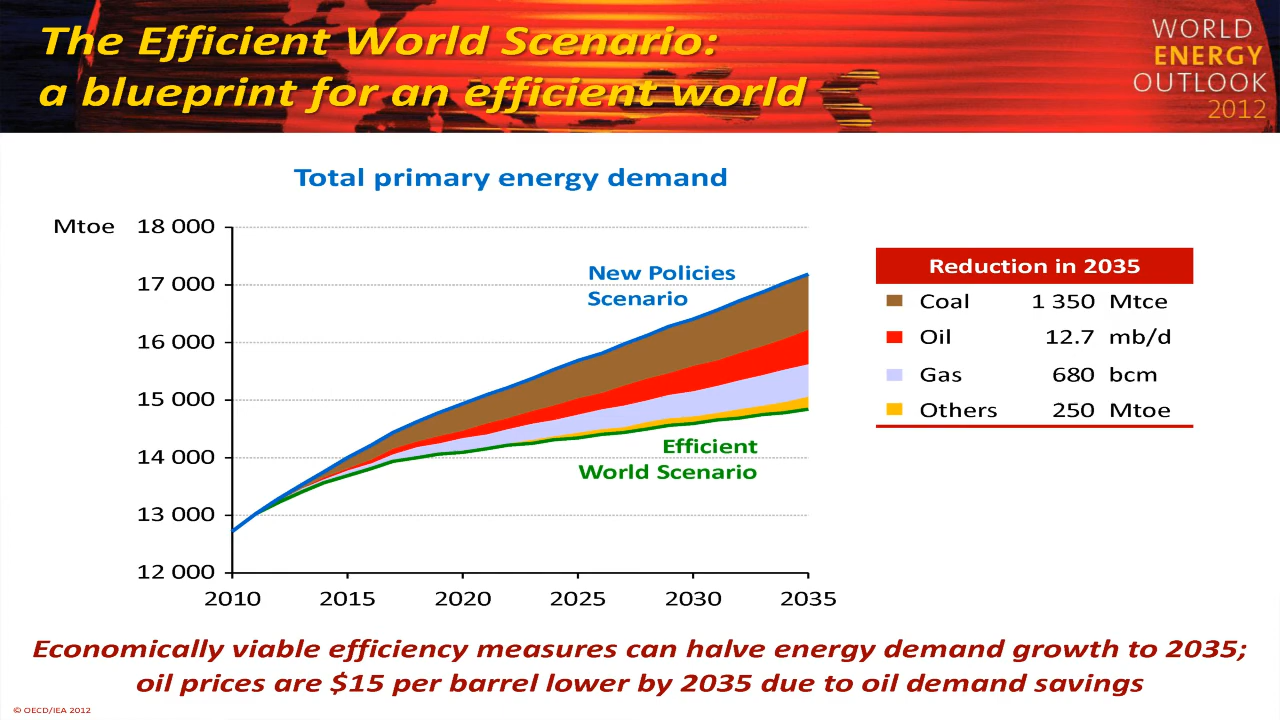 The Efficient World Scenario:
a blueprint for an efficient world
WORLD
ENERGY
OUTLOOK
2012
Total primary energy demand
Mtoe
18 000
17 000
16 000
15 000
14 000
13 000
12 000
2010 2015 2020 2025 2030 2035
New Policies
Scenario
Efficient
World Scenario
Reduction in 2035
Coal 1 350 Mtce
Oil 12.7 mb/d
Gas 680 bcm
Others 250 Mtoe
Economically viable efficiency measures can halve energy demand growth to 2035;
oil prices are $15 per barrel lower by 2035 due to oil demand savings
© OECD/IEA 2012